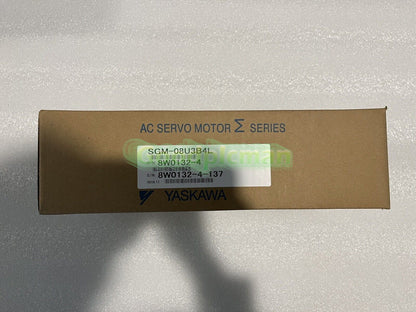 AC SERVO MOTOR Σ SERIES
SGM-08U3B4L
8W0132-4
S/N 8W0132-4-137
YASKAWA